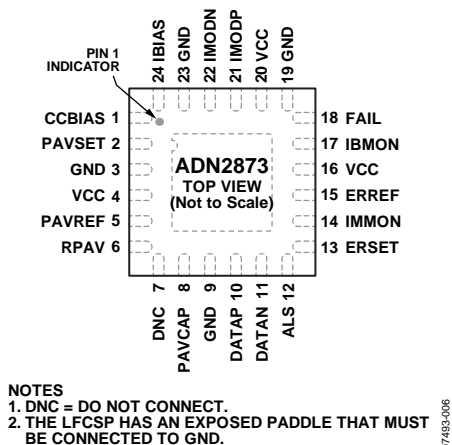 24 IBIAS
23 GND
22 IMODN
21 IMODP
20 VCC
19 GND
PIN 1
INDICATOR
CCBIAS 1
PAVSET 2
GND 3
VCC 4
PAVREF 5
RPAV 6
ADN2873
TOP VIEW
(Not to Scale)
18 FAIL
17 IBMON
16 VCC
15 ERREF
14 IMMON
13 ERSET
DNC 7
PAVCAP 8
GND 9
DATAP 10
DATAN 11
ALS 12
NOTES
1. DNC = DO NOT CONNECT.
2. THE LFCSP HAS AN EXPOSED PADDLE THAT MUST
BE CONNECTED TO GND.
7493-006